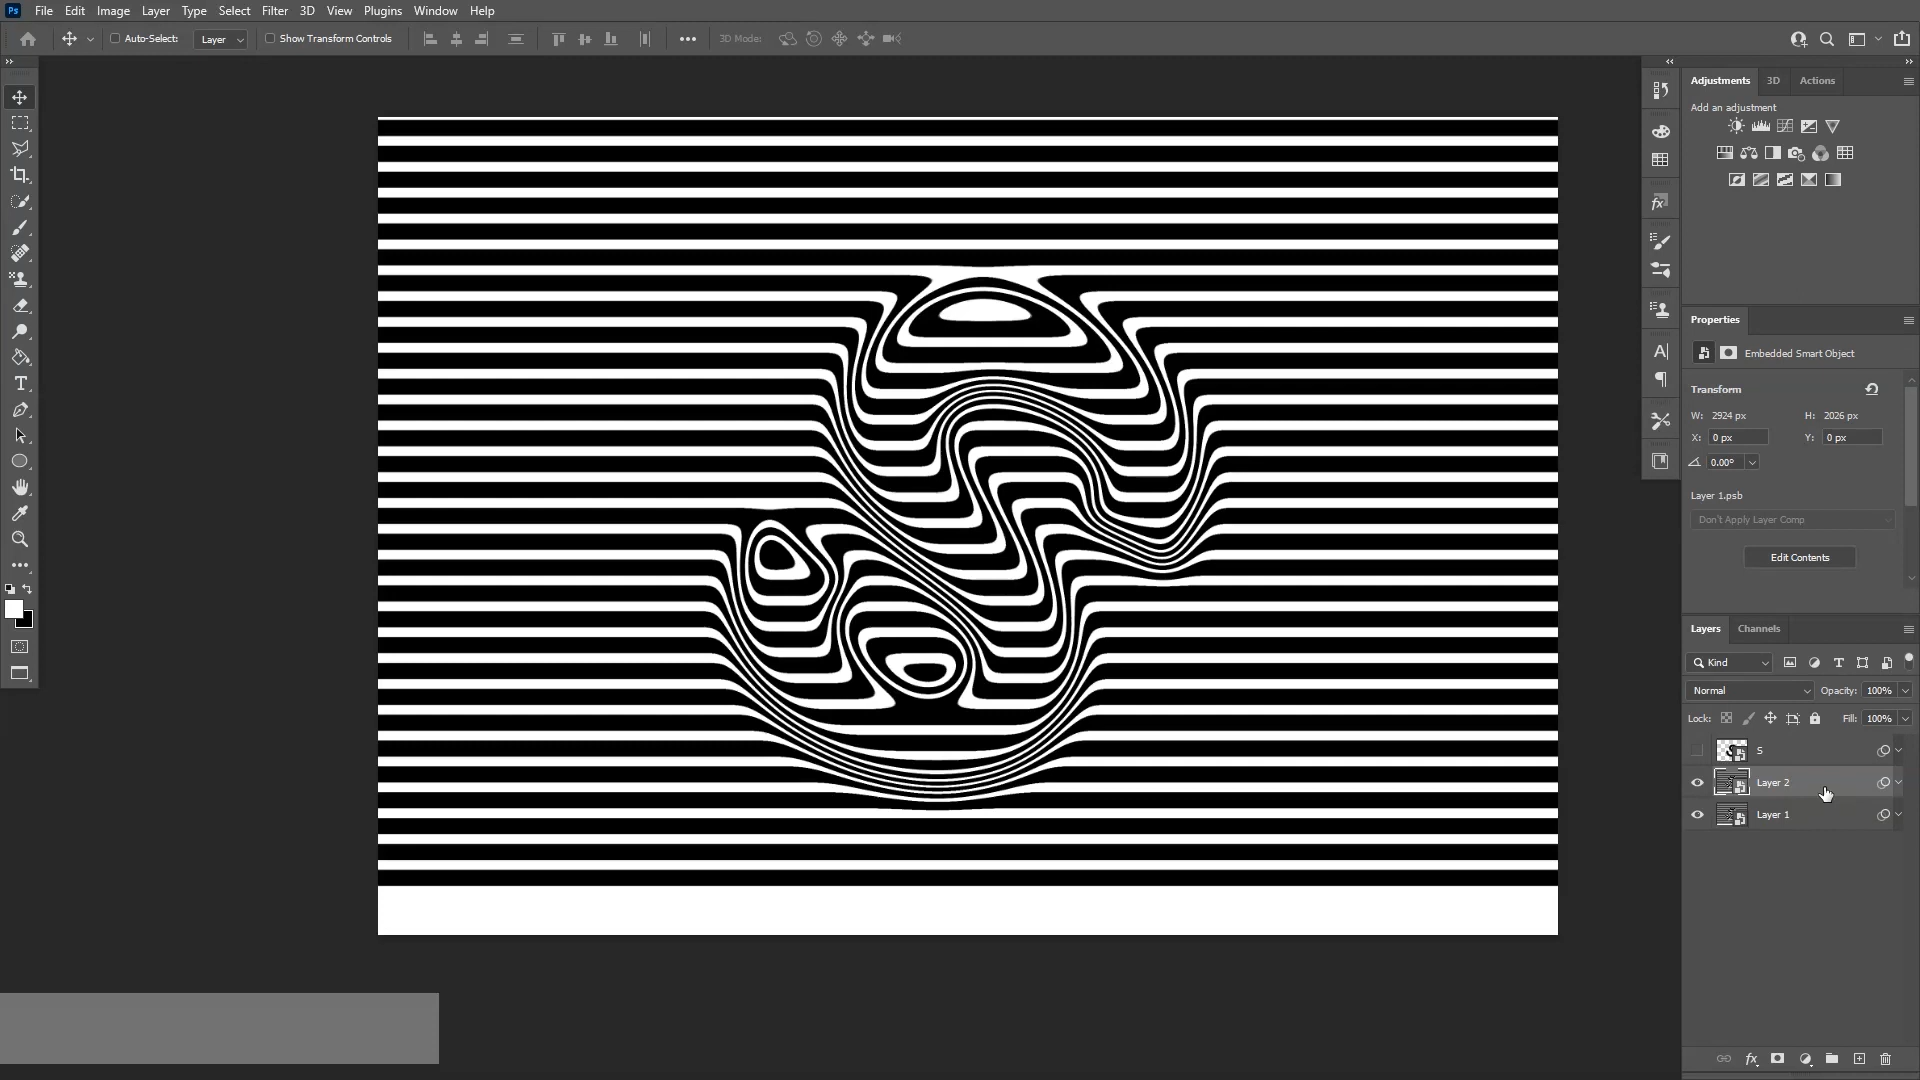 Ps File Edit Image Layer Type Select Filter 3D View Plugins Window Help
Auto-Select: Layer Show Transform Controls 3D Mode:
Adjustments 3D Actions
Add an adjustment
Properties
Embedded Smart Object
Transform
W: 2924 px H: 2026 px
X: 0 px Y: 0 px
0.00°
Layer 1.psb
Don't Apply Layer Comp
Edit Contents
Layers Channels
Kind
Normal Opacity: 100%
Lock: Fill: 100%
S
Layer 2
Layer 1